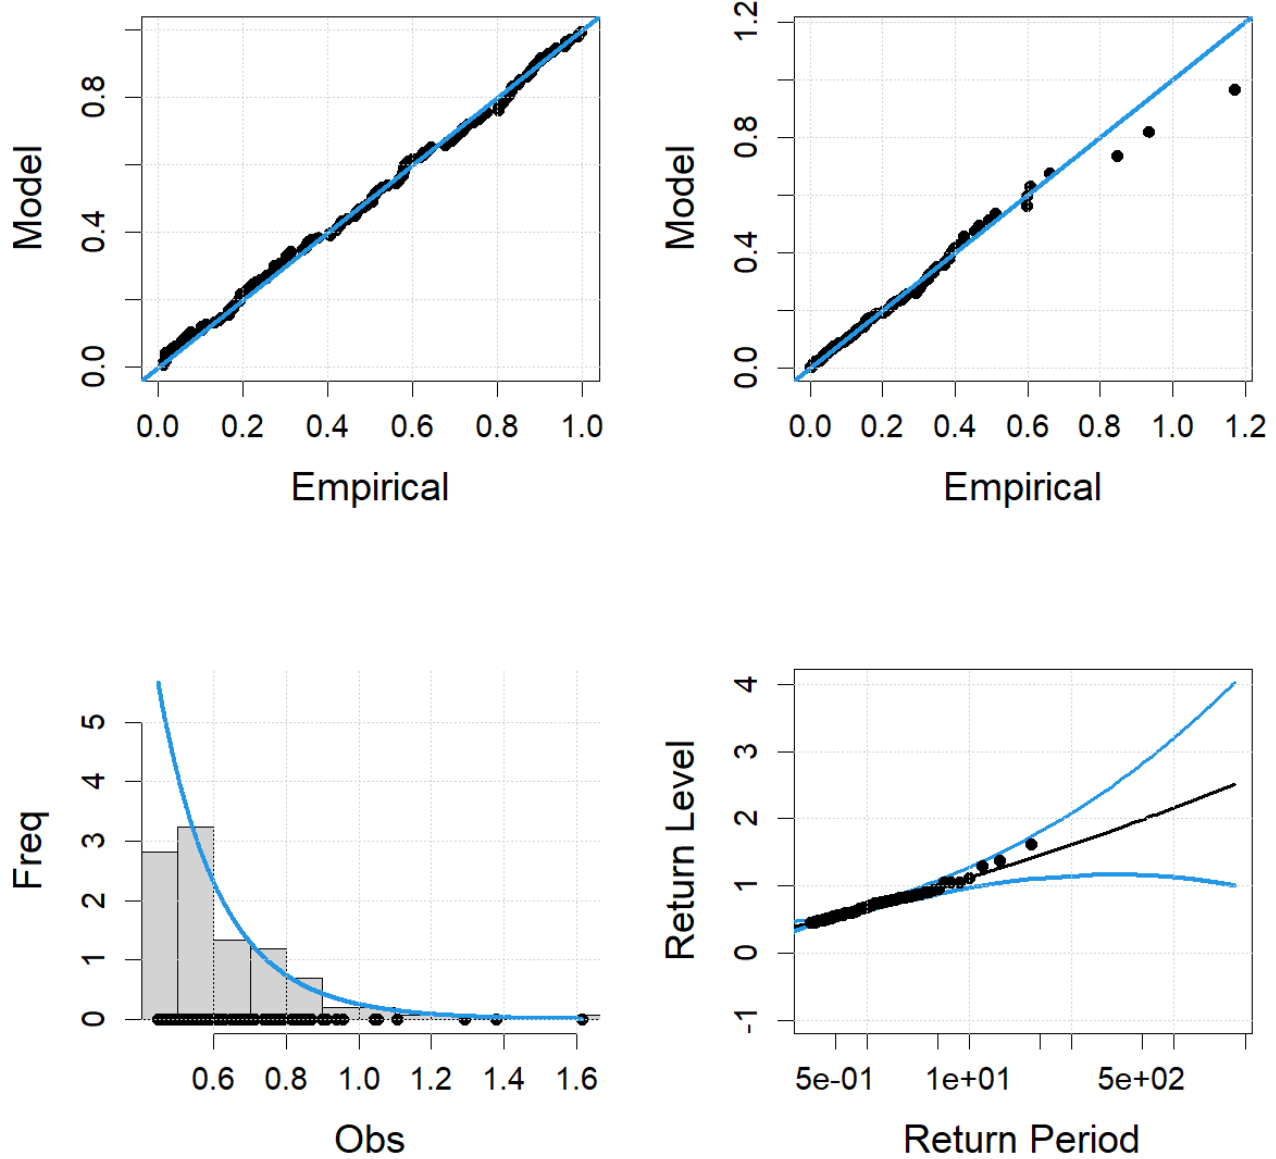 Model
0.0 0.4 0.8
0.0 0.2 0.4 0.6 0.8 1.0
Empirical
Model
0.0 0.4 0.8 1.2
0.0 0.2 0.4 0.6 0.8 1.0 1.2
Empirical
Freq
0 1 2 3 4 5
0.6 0.8 1.0 1.2 1.4 1.6
Obs
Return Level
-1 0 1 2 3 4
5e-01 1e+01 5e+02
Return Period